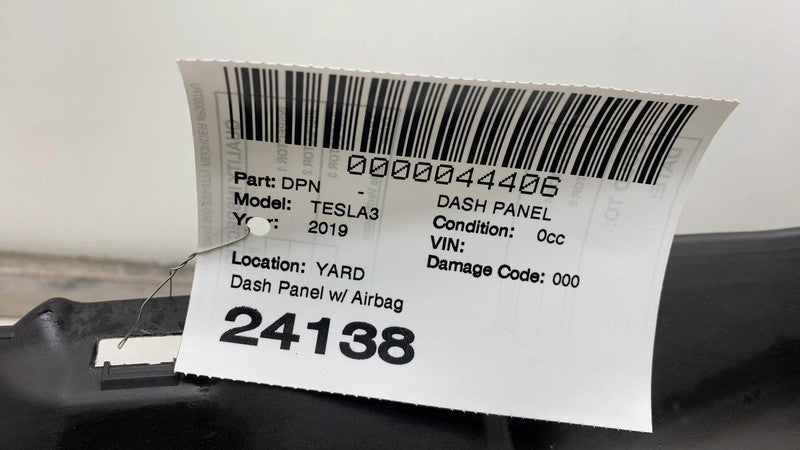 0000044406
Part: DPN - DASH PANEL
Model: TESLA3 Condition: 0cc
Year: 2019 VIN:
Location: YARD Damage Code: 000
Dash Panel w/ Airbag
24138